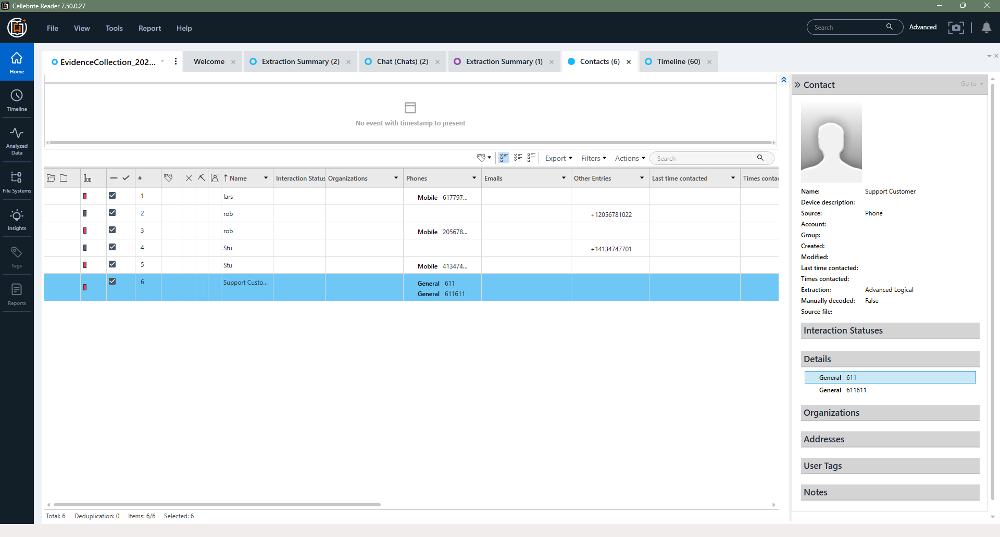 Cellebrite Reader 7.50.0.27
File View Tools Report Help
Search Advanced
EvidenceCollection_202... Welcome Extraction Summary (2) Chat (Chats) (2) Extraction Summary (1) Contacts (6) Timeline (60)
Home
Timeline
Analyzed
Data
File Systems
Insights
Tags
Reports
No event with timestamp to present
Export Filters Actions Search
# Name Interaction Status Organizations Phones Emails Other Entries Last time contacted Times contac
1 lars Mobile 617797...
2 rob +12056781022
3 rob Mobile 205678...
4 Stu +14134747701
5 Stu Mobile 413474...
6 Support Custo... General 611
General 611611
Total: 6 Deduplication: 0 Items: 6/6 Selected: 6
Contact Go to
Name: Support Customer
Device description:
Source: Phone
Account:
Group:
Created:
Modified:
Last time contacted:
Times contacted:
Extraction: Advanced Logical
Manually decoded: False
Source file:
Interaction Statuses
Details
General 611
General 611611
Organizations
Addresses
User Tags
Notes